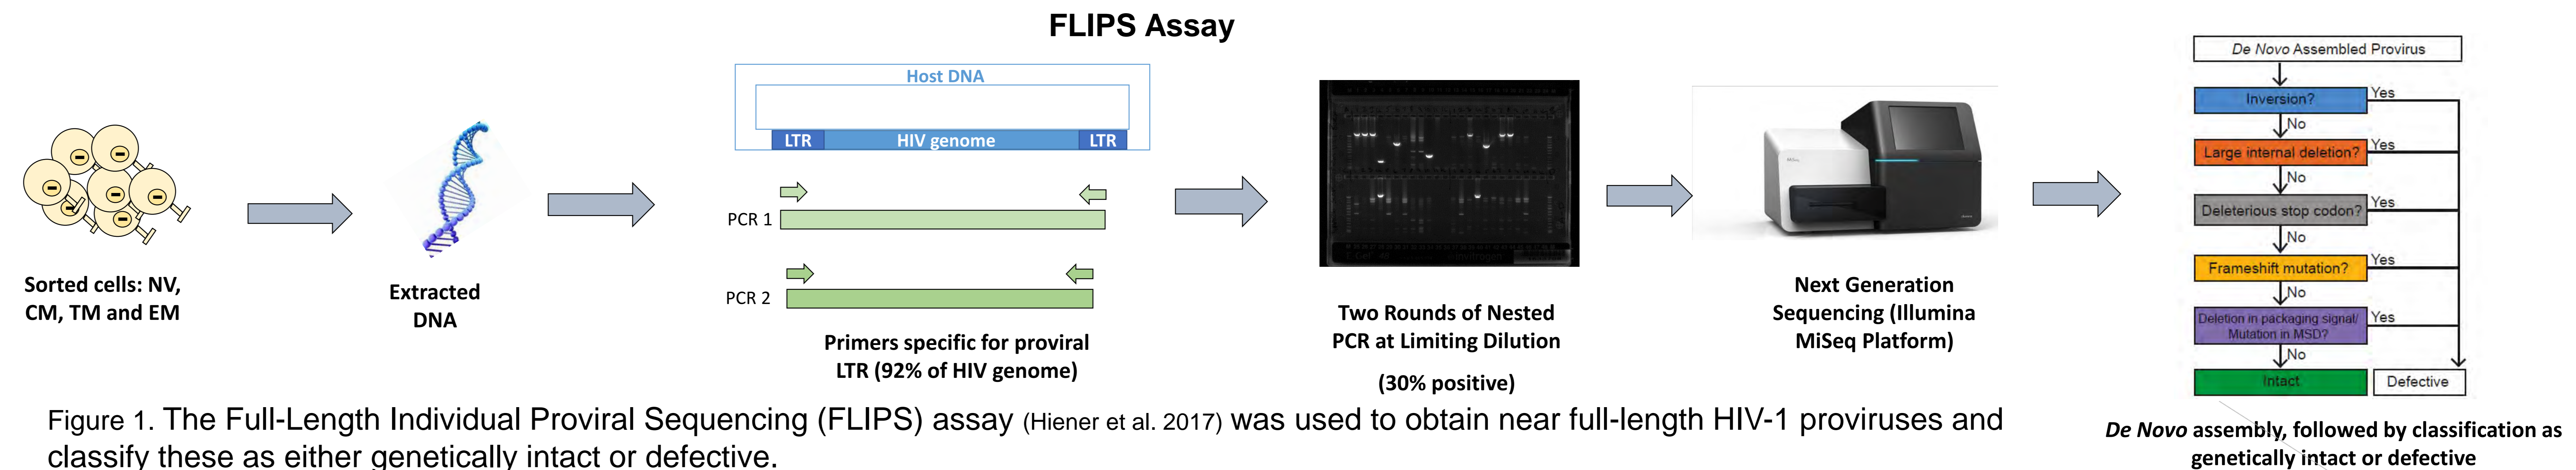 FLIPS Assay
Sorted cells: NV,
CM, TM and EM
Extracted
DNA
Host DNA
LTR
HIV genome
LTR
PCR 1
PCR 2
Primers specific for proviral
LTR (92% of HIV genome)
Two Rounds of Nested
PCR at Limiting Dilution
(30% positive)
Next Generation
Sequencing (Illumina
MiSeq Platform)
De Novo Assembled Provirus
Inversion?
Yes
No
Large internal deletion?
Yes
No
Deleterious stop codon?
Yes
No
Frameshift mutation?
Yes
No
Deletion in packaging signal/
Mutation in MSD?
Yes
No
Intact
Defective
De Novo assembly, followed by classification as
genetically intact or defective
Figure 1. The Full-Length Individual Proviral Sequencing (FLIPS) assay (Hiener et al. 2017) was used to obtain near full-length HIV-1 proviruses and
classify these as either genetically intact or defective.